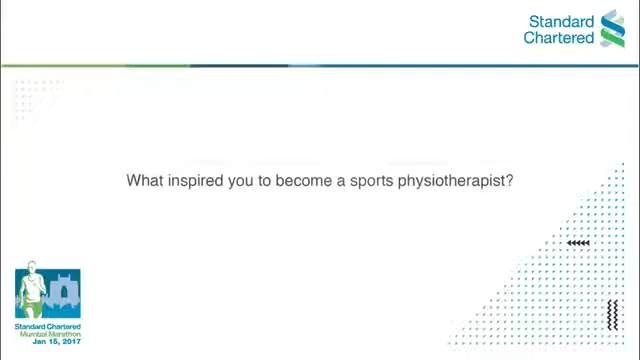 Standard
Chartered
What inspired you to become a sports physiotherapist?
Standard Chartered
Mumbai Marathon
Jan 15, 2017